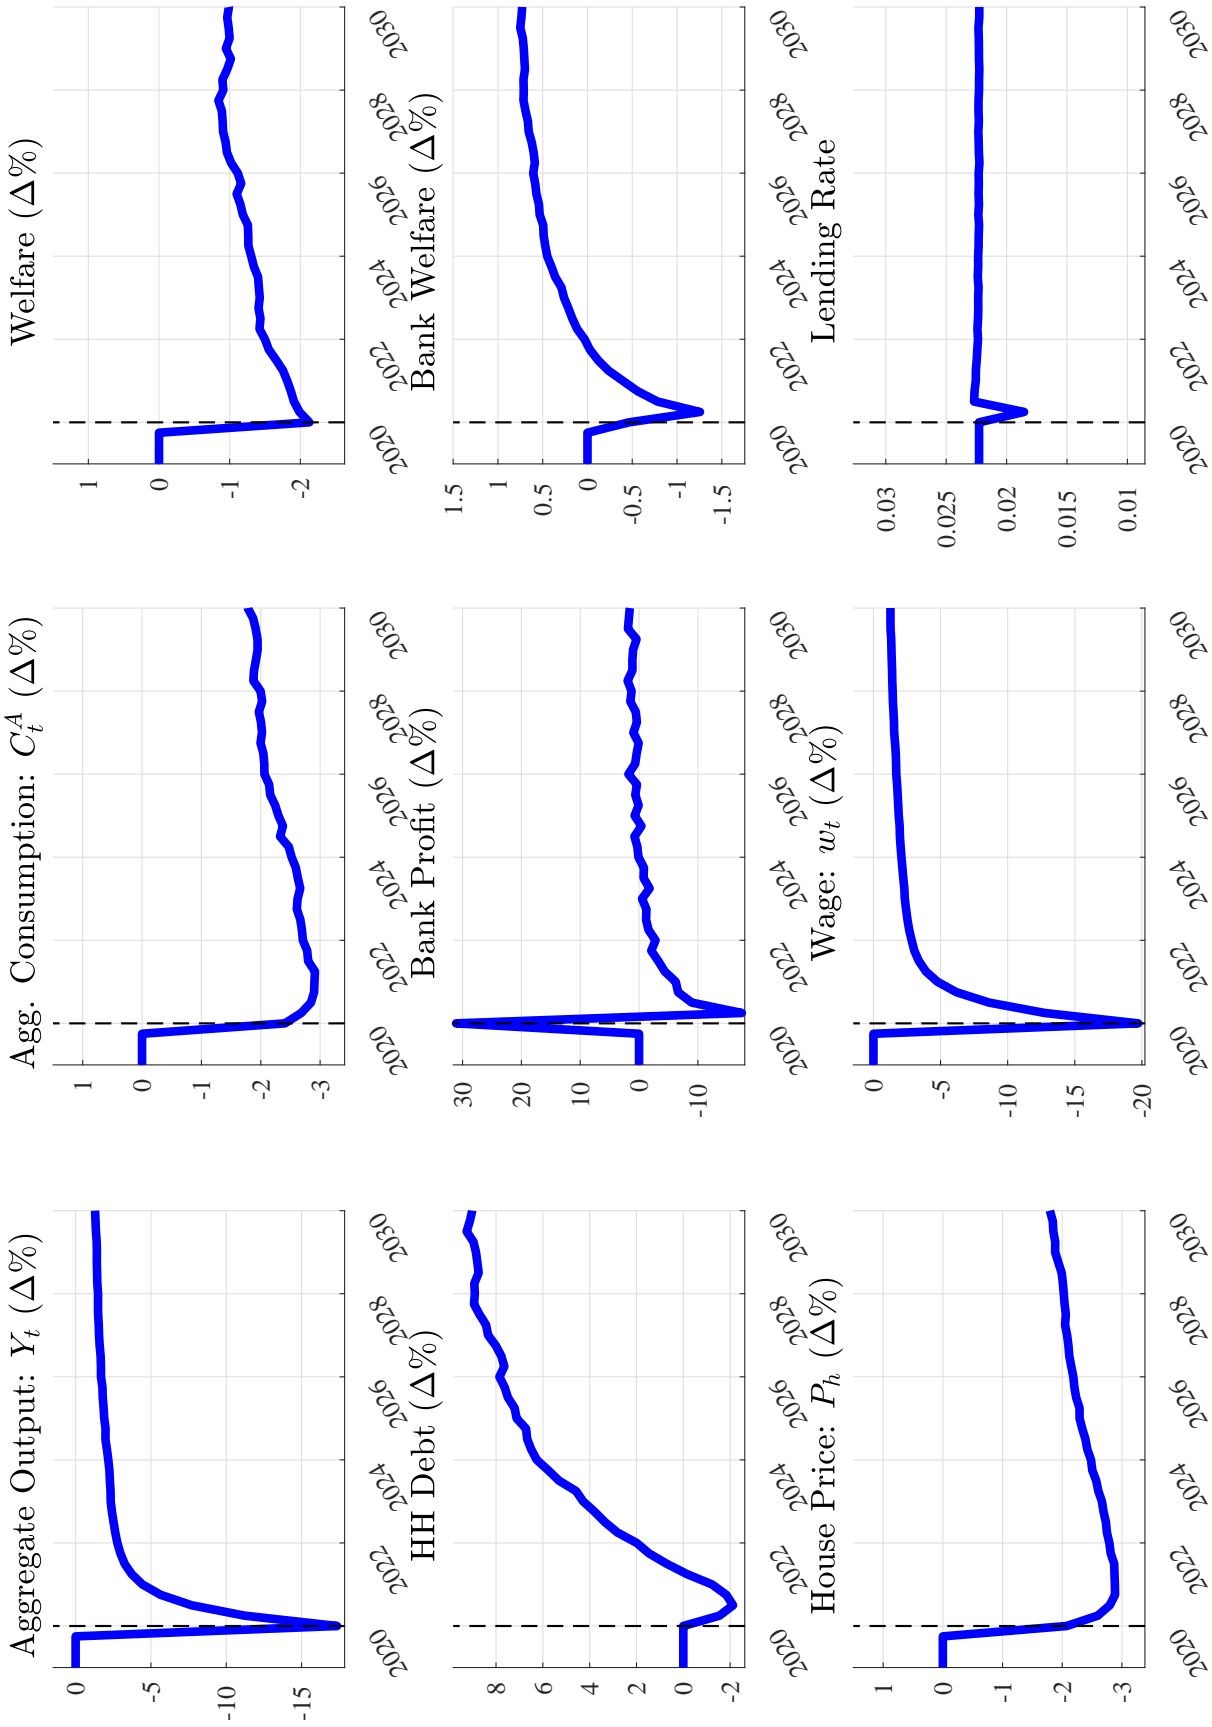 Aggregate Output: $Y_t$ (Δ%)
0
-5
-10
-15
2020 2022 2024 2026 2028 2030
Agg. Consumption: $C_t^A$ (Δ%)
1
0
-1
-2
-3
2020 2022 2024 2026 2028 2030
Welfare (Δ%)
1
0
-1
-2
2020 2022 2024 2026 2028 2030
HH Debt (Δ%)
8
6
4
2
0
-2
2020 2022 2024 2026 2028 2030
Bank Profit (Δ%)
30
20
10
0
-10
2020 2022 2024 2026 2028 2030
Bank Welfare (Δ%)
1.5
1
0.5
0
-0.5
-1
-1.5
2020 2022 2024 2026 2028 2030
House Price: $P_h$ (Δ%)
1
0
-1
-2
-3
2020 2022 2024 2026 2028 2030
Wage: $w_t$ (Δ%)
0
-5
-10
-15
-20
2020 2022 2024 2026 2028 2030
Lending Rate
0.03
0.025
0.02
0.015
0.01
2020 2022 2024 2026 2028 2030